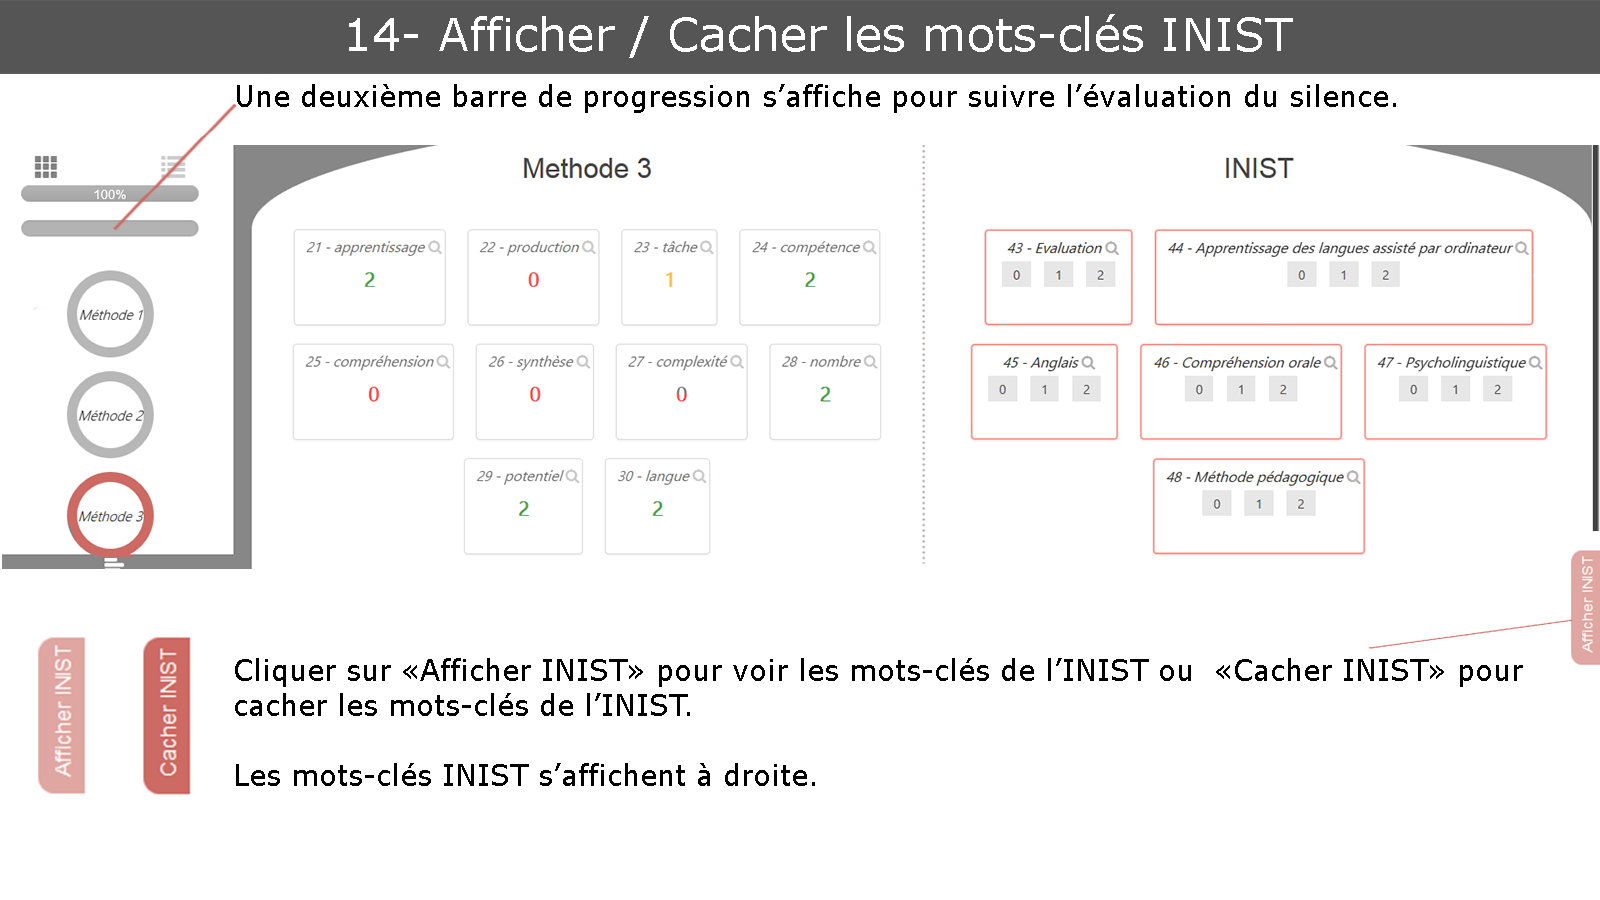 14- Afficher / Cacher les mots-clés INIST
Une deuxième barre de progression s’affiche pour suivre l’évaluation du silence.
100%
Méthode 1
Méthode 2
Méthode 3
Methode 3
21 - apprentissage
2
22 - production
0
23 - tâche
1
24 - compétence
2
25 - compréhension
0
26 - synthèse
0
27 - complexité
0
28 - nombre
2
29 - potentiel
2
30 - langue
2
INIST
43 - Evaluation
0 1 2
44 - Apprentissage des langues assisté par ordinateur
0 1 2
45 - Anglais
0 1 2
46 - Compréhension orale
0 1 2
47 - Psycholinguistique
0 1 2
48 - Méthode pédagogique
0 1 2
Afficher INIST
Afficher INIST
Cacher INIST
Cliquer sur «Afficher INIST» pour voir les mots-clés de l’INIST ou «Cacher INIST» pour
cacher les mots-clés de l’INIST.
Les mots-clés INIST s’affichent à droite.